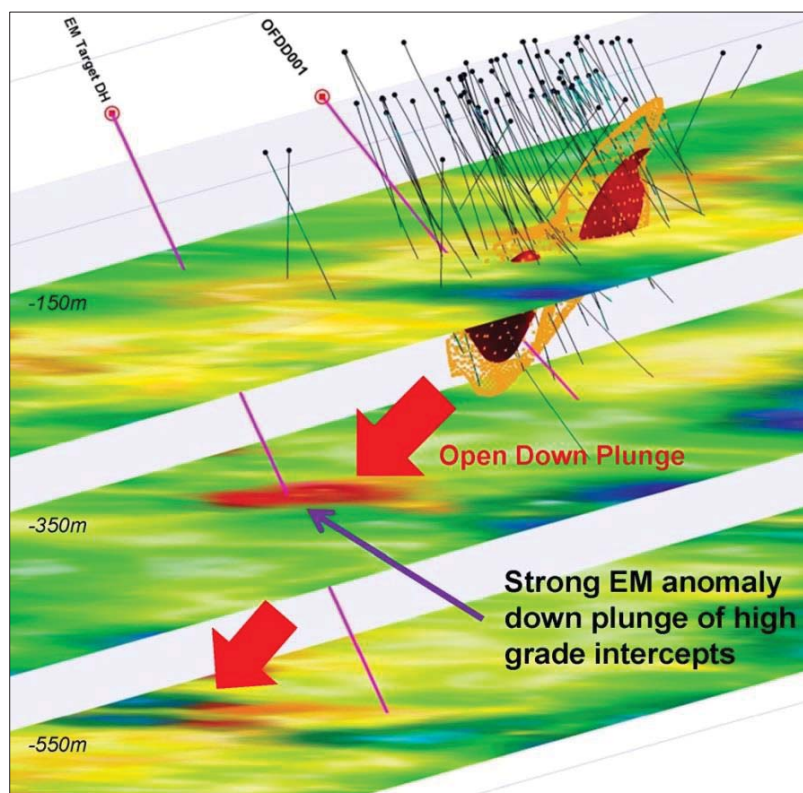 EM Target DH
OFDD001
-150m
Open Down Plunge
-350m
Strong EM anomaly
down plunge of high
grade intercepts
-550m